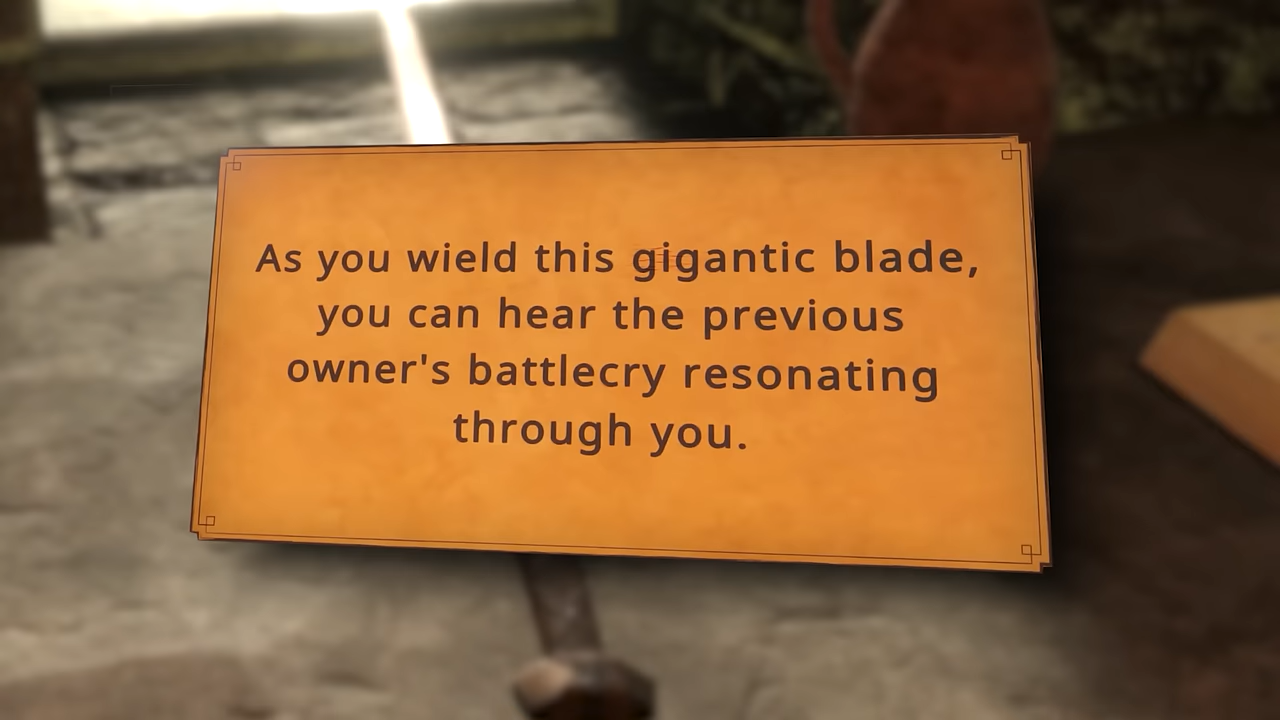 As you wield this gigantic blade,
you can hear the previous
owner's battlecry resonating
through you.